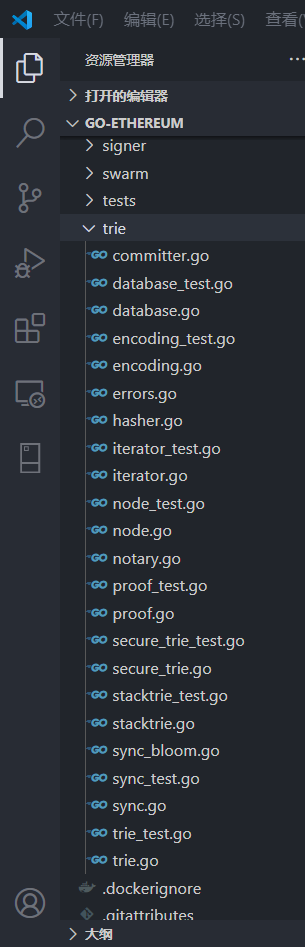 文件(F) 编辑(E) 选择(S) 查看(
资源管理器
打开的编辑器
GO-ETHEREUM
signer
swarm
tests
trie
committer.go
database_test.go
database.go
encoding_test.go
encoding.go
errors.go
hasher.go
iterator_test.go
iterator.go
node_test.go
node.go
notary.go
proof_test.go
proof.go
secure_trie_test.go
secure_trie.go
stacktrie_test.go
stacktrie.go
sync_bloom.go
sync_test.go
sync.go
trie_test.go
trie.go
.dockerignore
.gitattributes
大纲